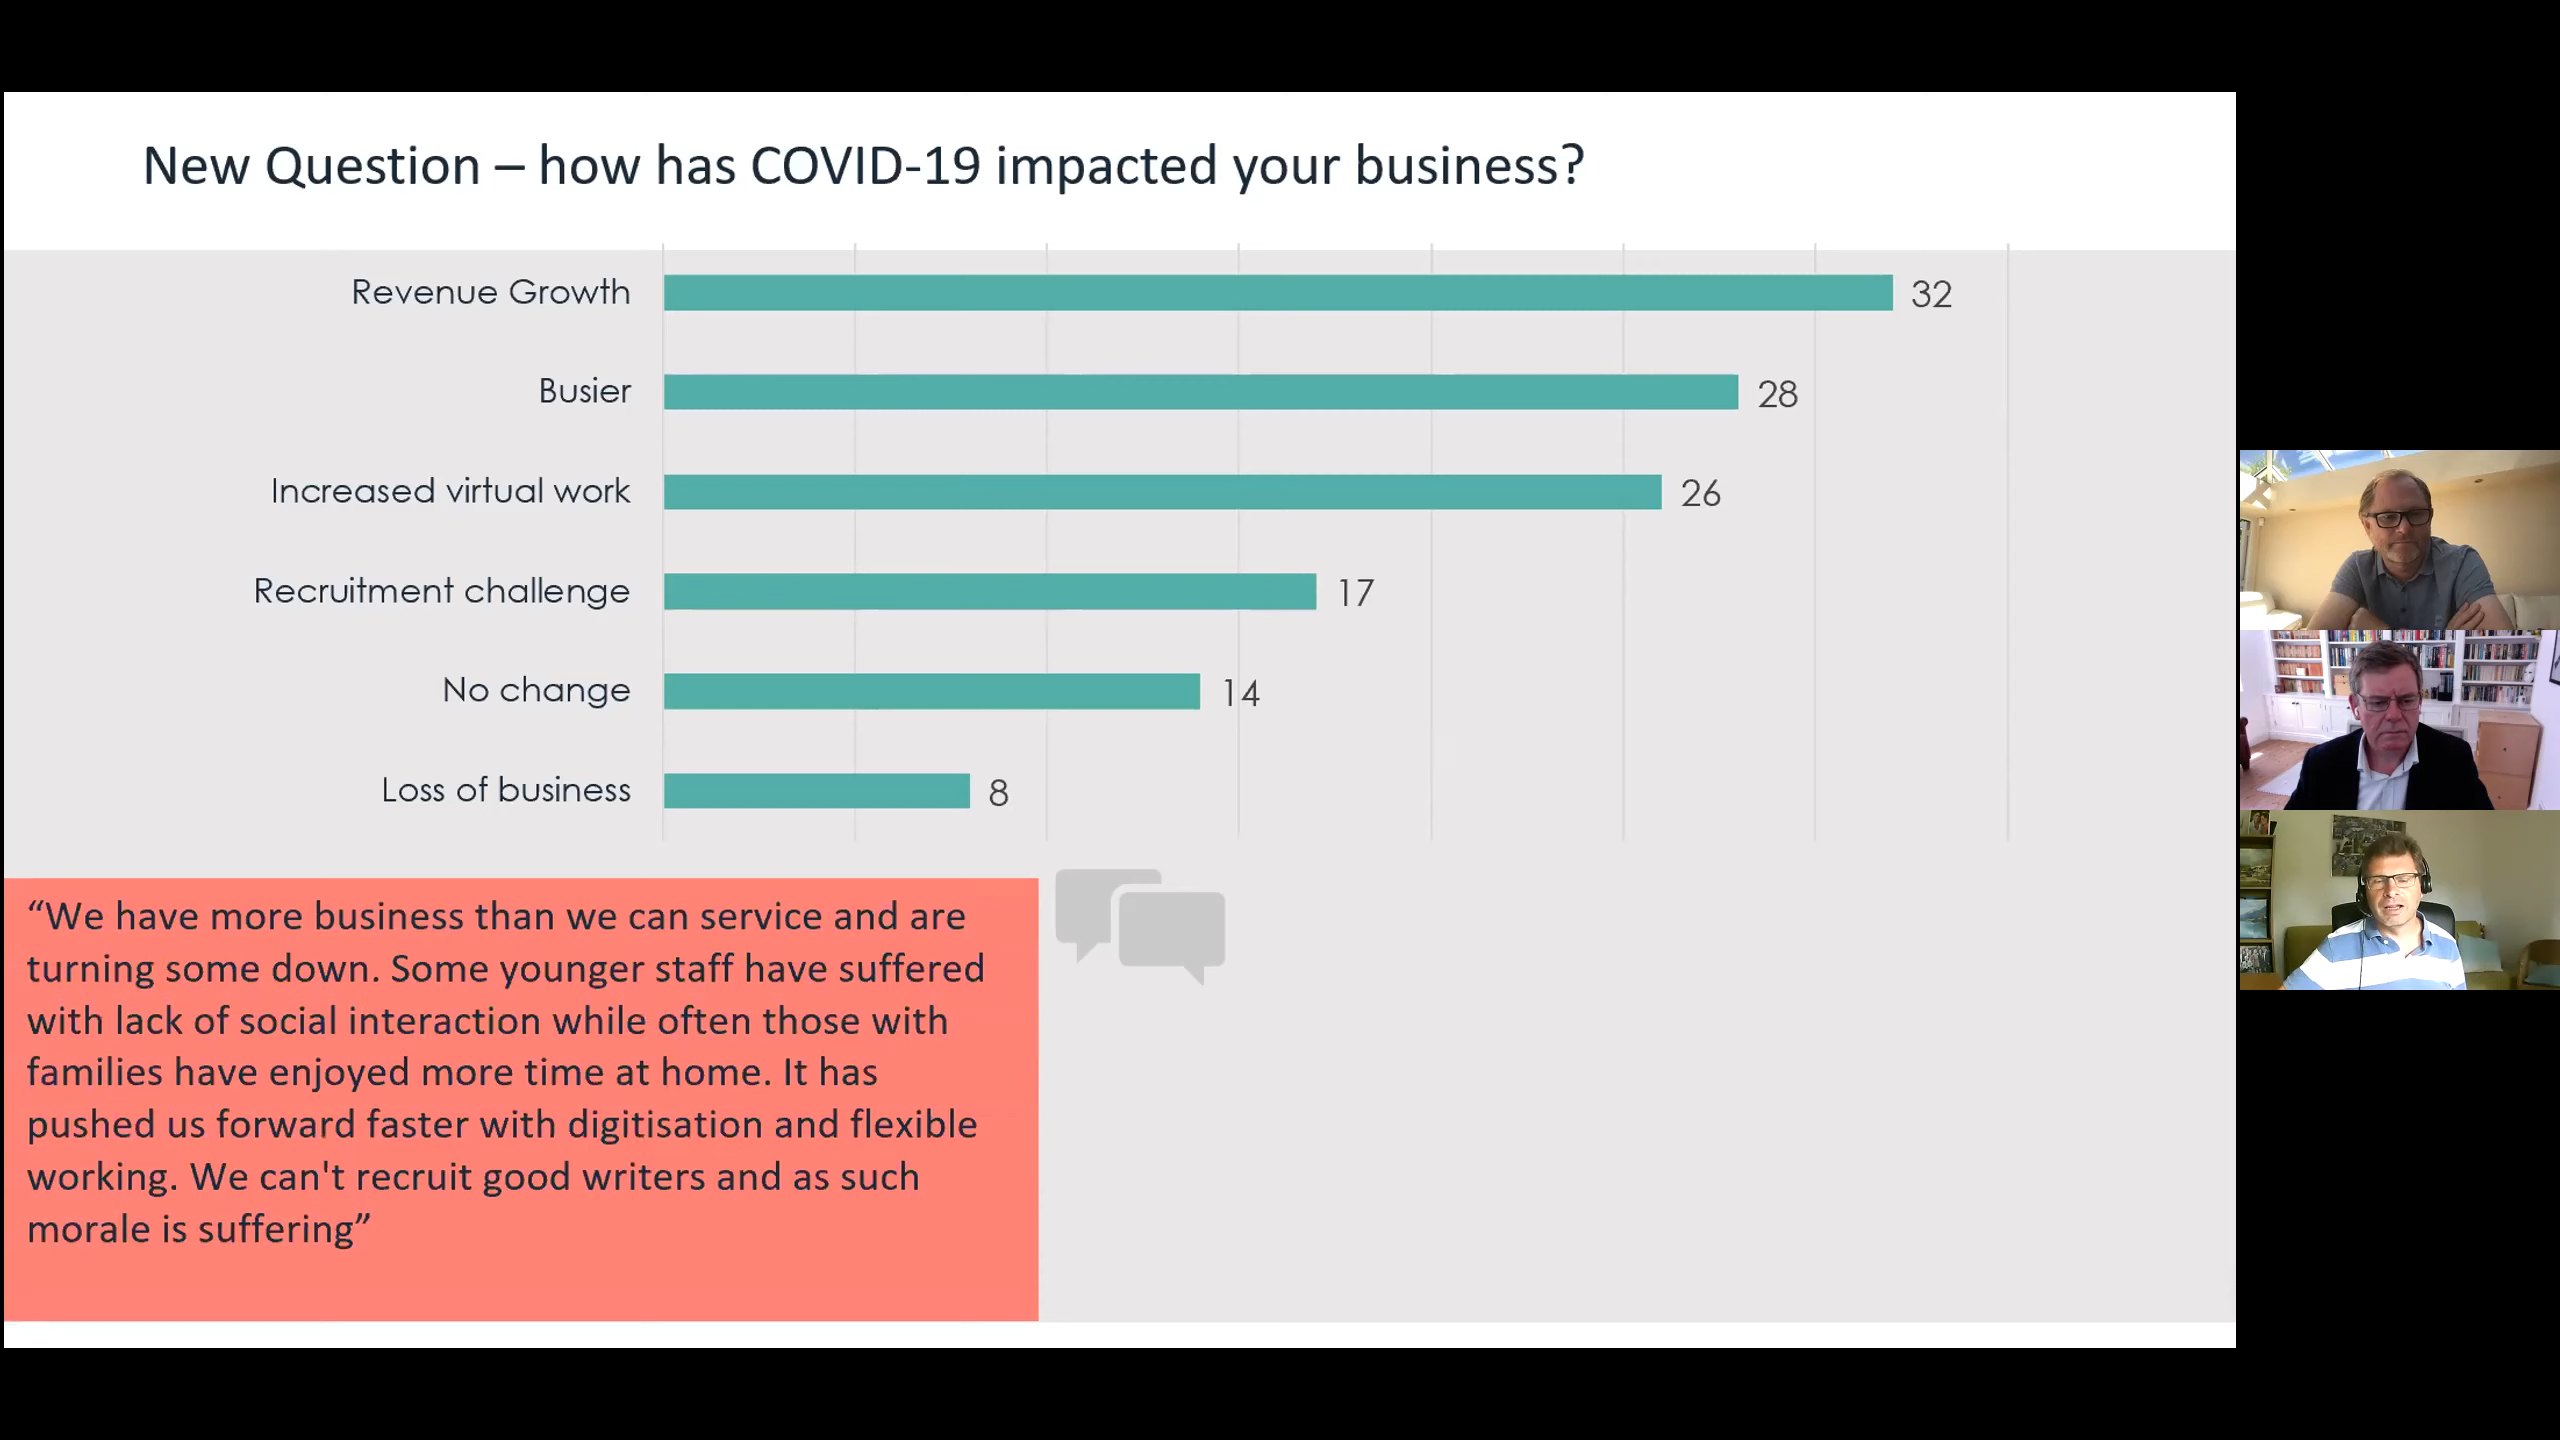 New Question – how has COVID-19 impacted your business?
Revenue Growth 32
Busier 28
Increased virtual work 26
Recruitment challenge 17
No change 14
Loss of business 8
“We have more business than we can service and are
turning some down. Some younger staff have suffered
with lack of social interaction while often those with
families have enjoyed more time at home. It has
pushed us forward faster with digitisation and flexible
working. We can't recruit good writers and as such
morale is suffering”